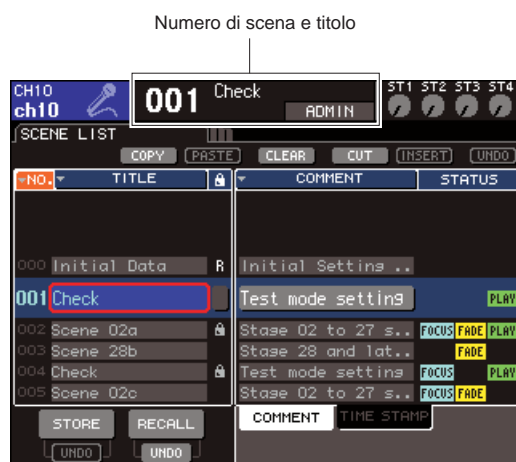 Numero di scena e titolo
CH10
ch10
001 Check
ADMIN
ST1 ST2 ST3 ST4
SCENE LIST
COPY PASTE CLEAR CUT INSERT UNDO
NO. TITLE COMMENT STATUS
000 Initial Data R Initial Setting ..
001 Check Test mode setting PLAY
002 Scene 02a Stage 02 to 27 s.. FOCUS FADE PLAY
003 Scene 28b Stage 28 and lat.. FADE
004 Check Test mode setting FOCUS PLAY
005 Scene 02c Stage 02 to 27 s.. FOCUS FADE
STORE RECALL COMMENT TIME STAMP
UNDO UNDO